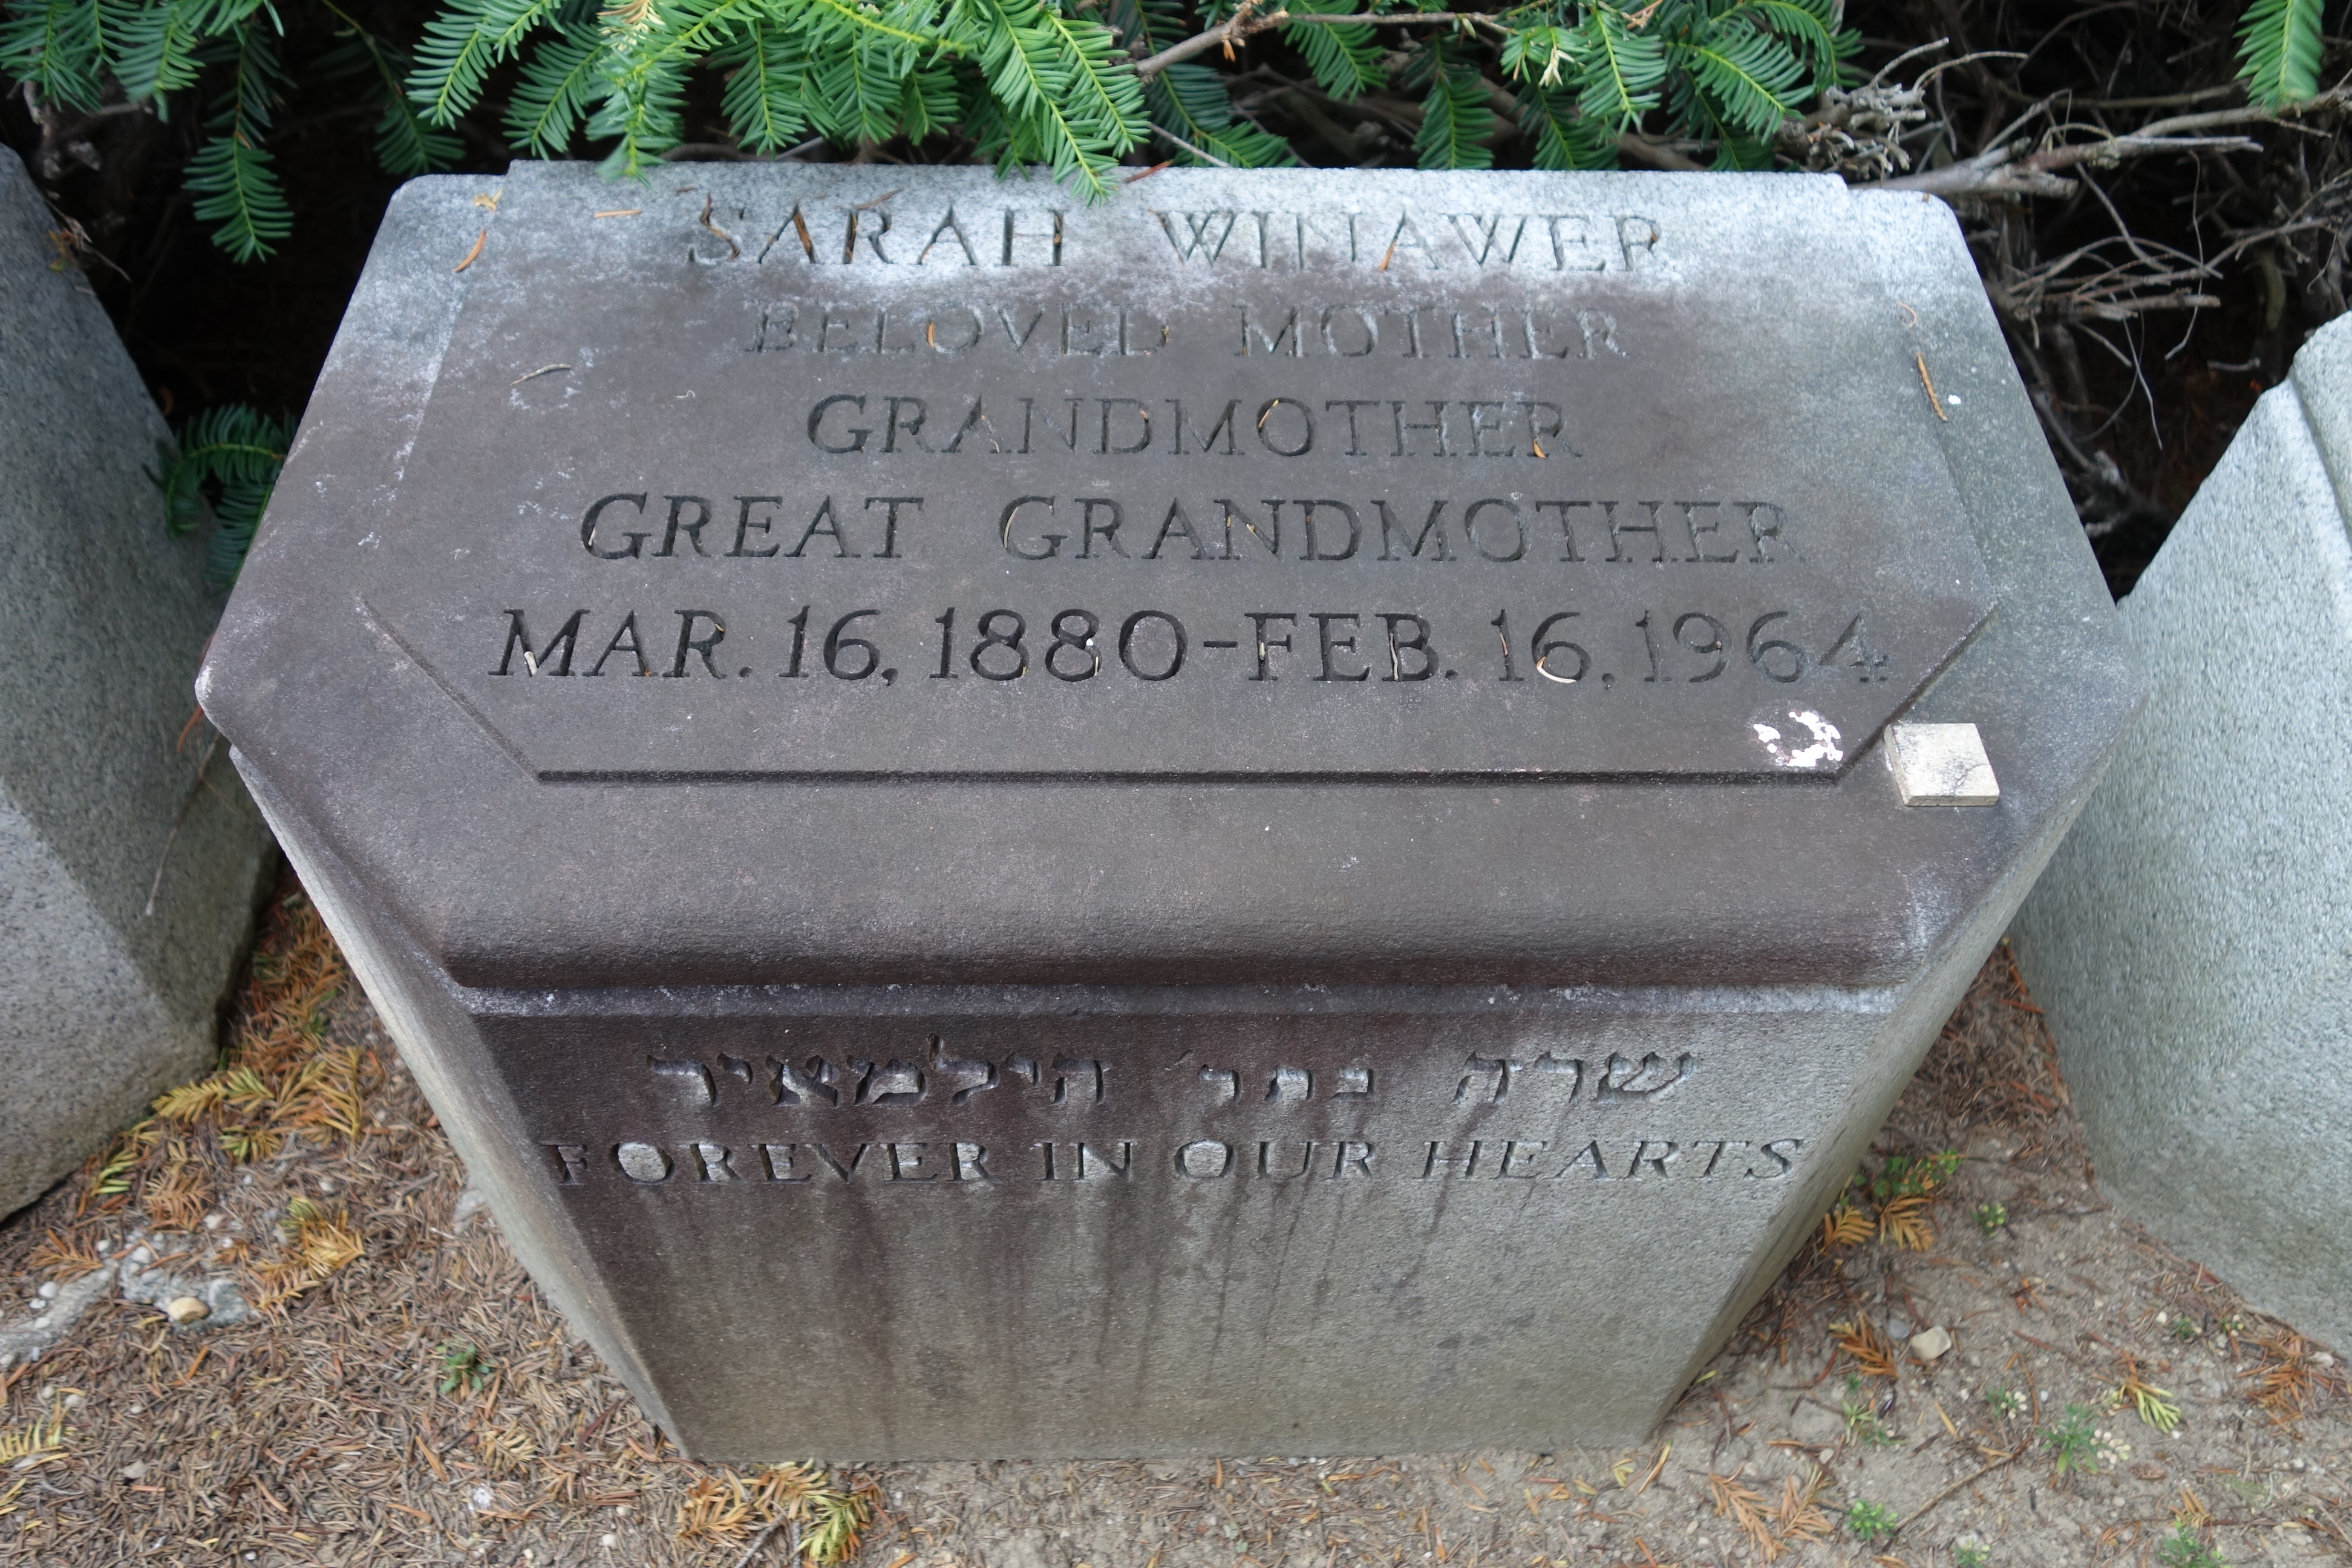 SARAH WINAWER
BELOVED MOTHER
GRANDMOTHER
GREAT GRANDMOTHER
MAR. 16, 1880-FEB. 16. 1964
שרה בתר׳ הילמאיר
FOREVER IN OUR HEARTS